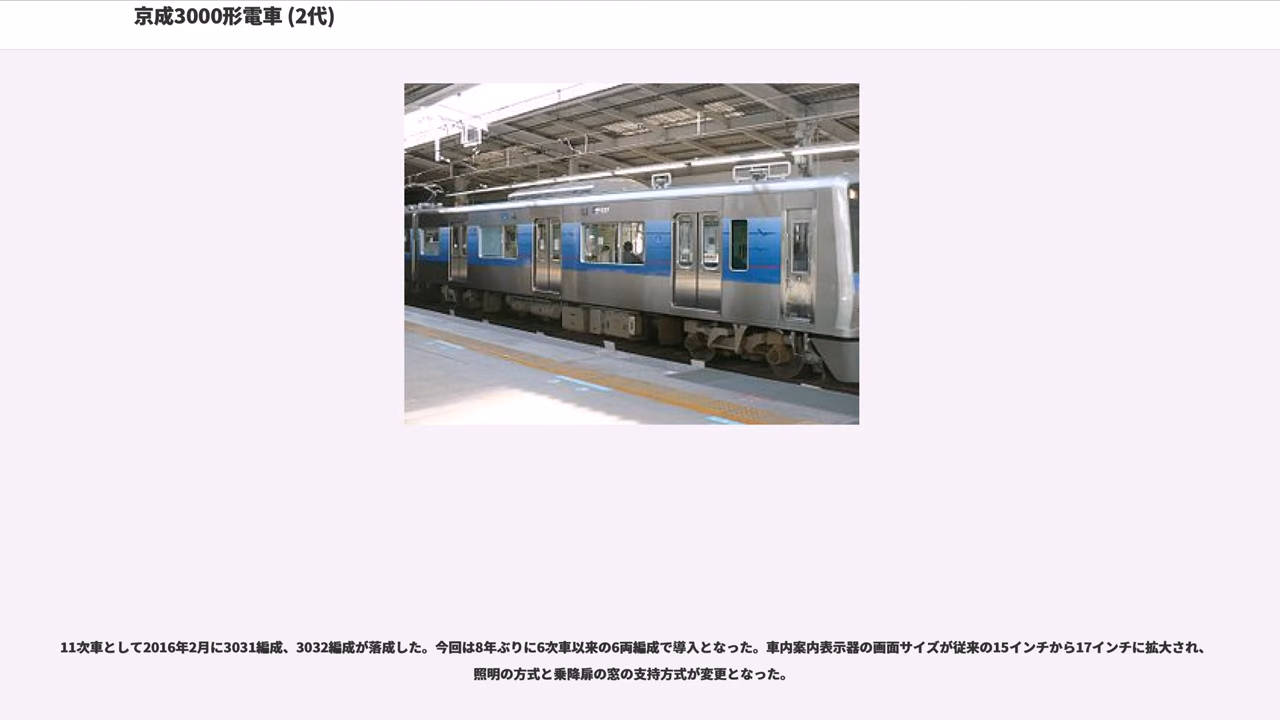 京成3000形電車 (2代)
11次車として2016年2月に3031編成、3032編成が落成した。今回は8年ぶりに6次車以来の6両編成で導入となった。車内案内表示器の画面サイズが従来の15インチから17インチに拡大され、
照明の方式と乗降扉の窓の支持方式が変更となった。